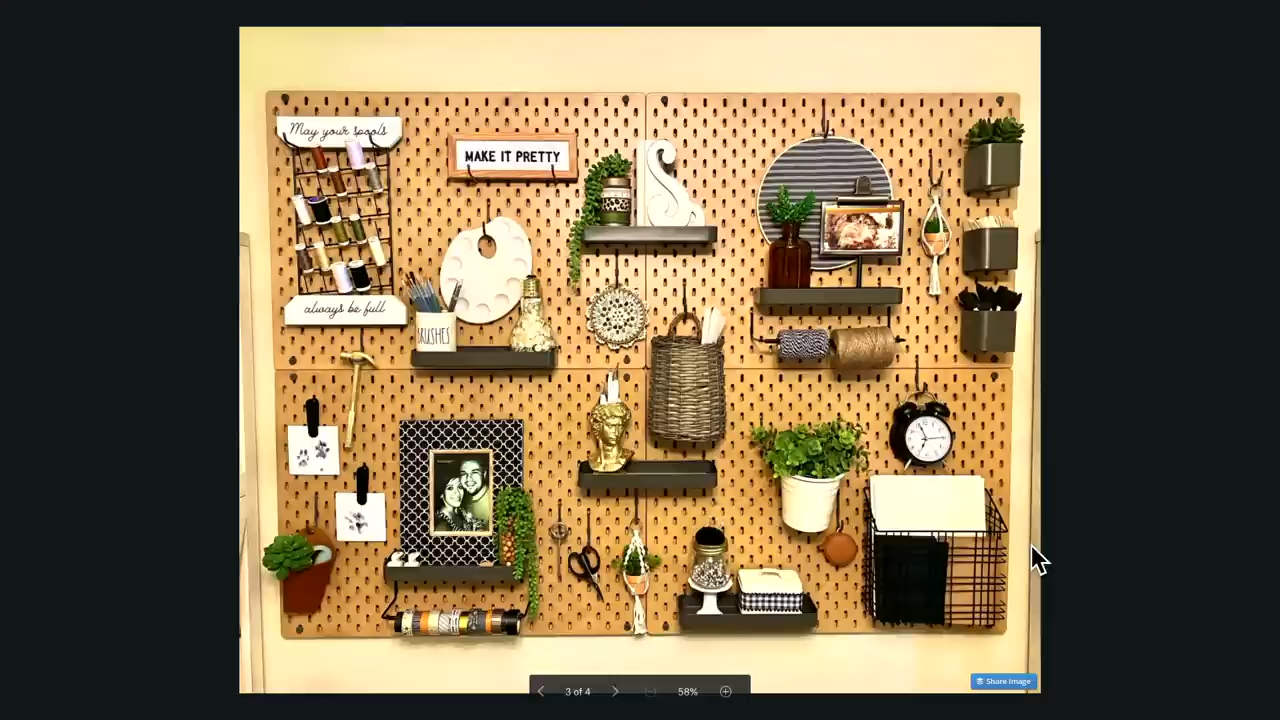 May your spools
MAKE IT PRETTY
always be full
BRUSHES
3 of 4
58%
Share Image